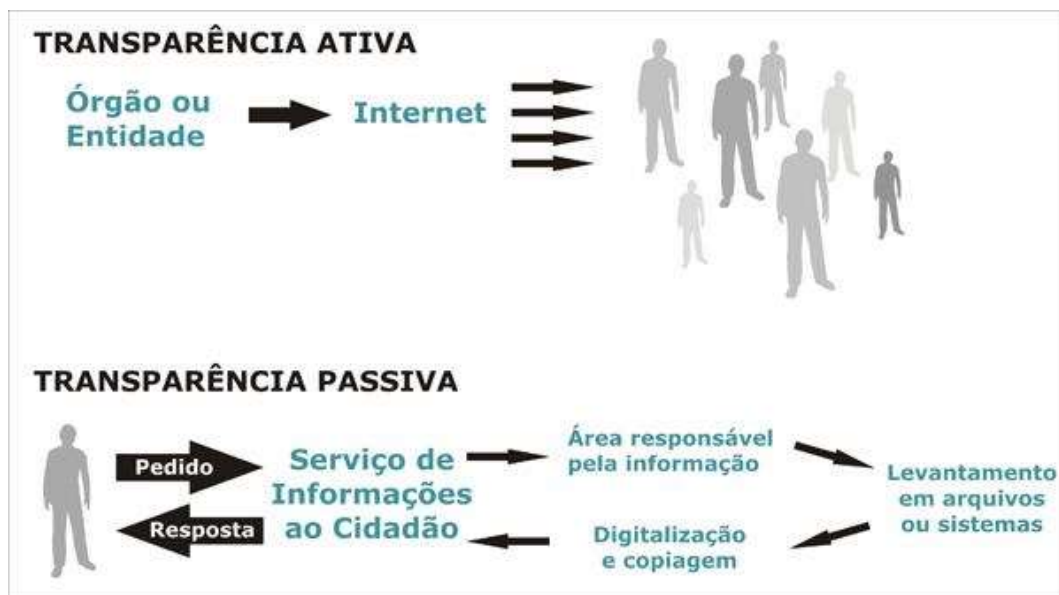 TRANSPARÊNCIA ATIVA
Órgão ou
Entidade
Internet
TRANSPARÊNCIA PASSIVA
Pedido
Resposta
Serviço de
Informações
ao Cidadão
Área responsável
pela informação
Levantamento
em arquivos
ou sistemas
Digitalização
e copiagem